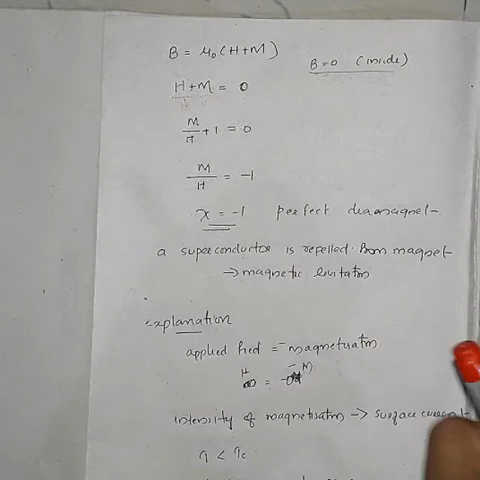 B = μ₀(H+M)
B=0 (inside)
H+M = 0
H
M/H + 1 = 0
M/H = -1
χ = -1 perfect diamagnet-
a superconductor is repelled from magnet
→ magnetic levitation
explanation
applied field = -magnetisation
H = -M
intensity of magnetisation → surface current-